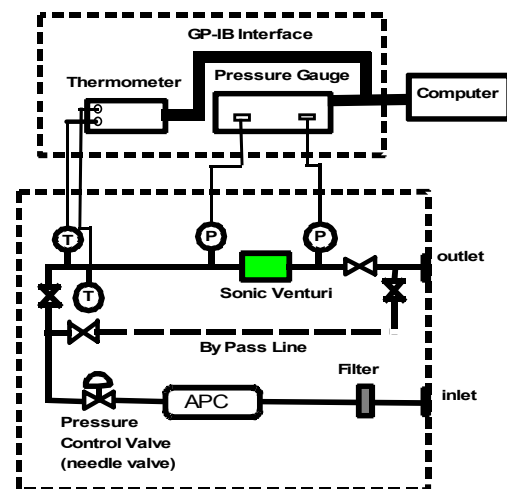 GP-IB Interface
Thermometer
Pressure Gauge
Computer
T
P
P
T
outlet
Sonic Venturi
By Pass Line
Filter
APC
inlet
Pressure
Control Valve
(needle valve)